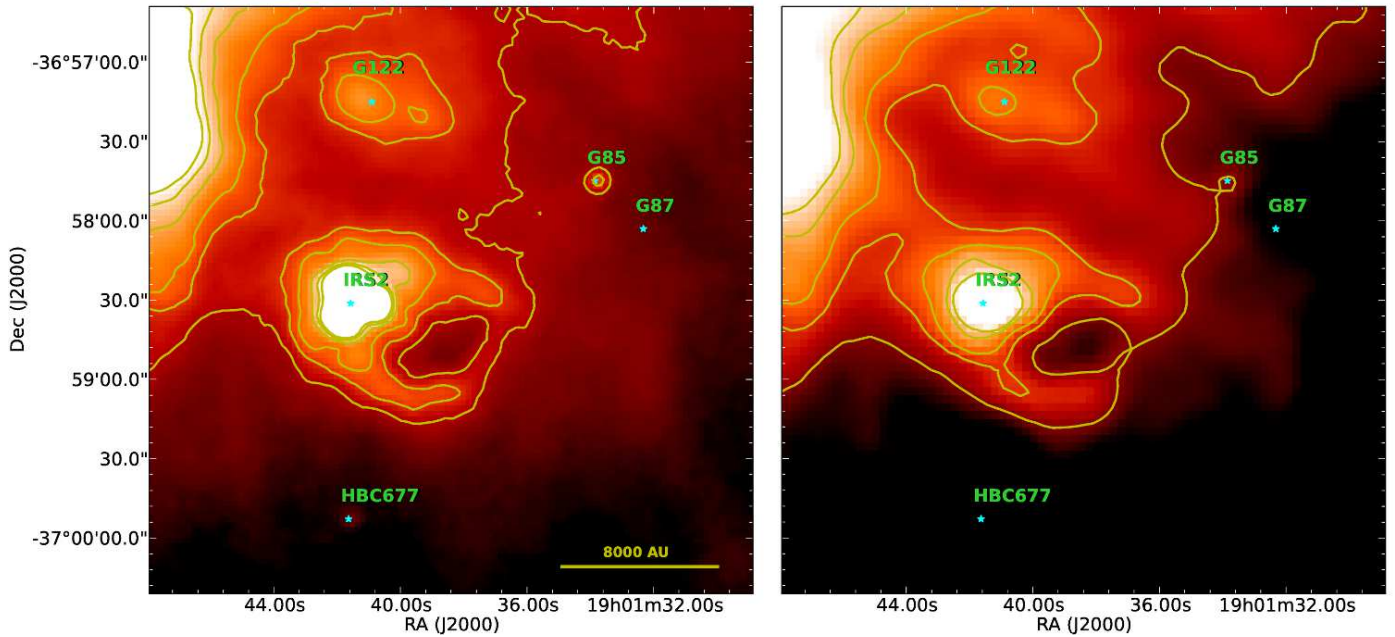 -36°57'00.0"
30.0"
58'00.0"
30.0"
59'00.0"
30.0"
-37°00'00.0"
Dec (J2000)
G122
G85
G87
IRS2
HBC677
8000 AU
44.00s 40.00s 36.00s 19h01m32.00s
RA (J2000)
G122
G85
G87
IRS2
HBC677
44.00s 40.00s 36.00s 19h01m32.00s
RA (J2000)